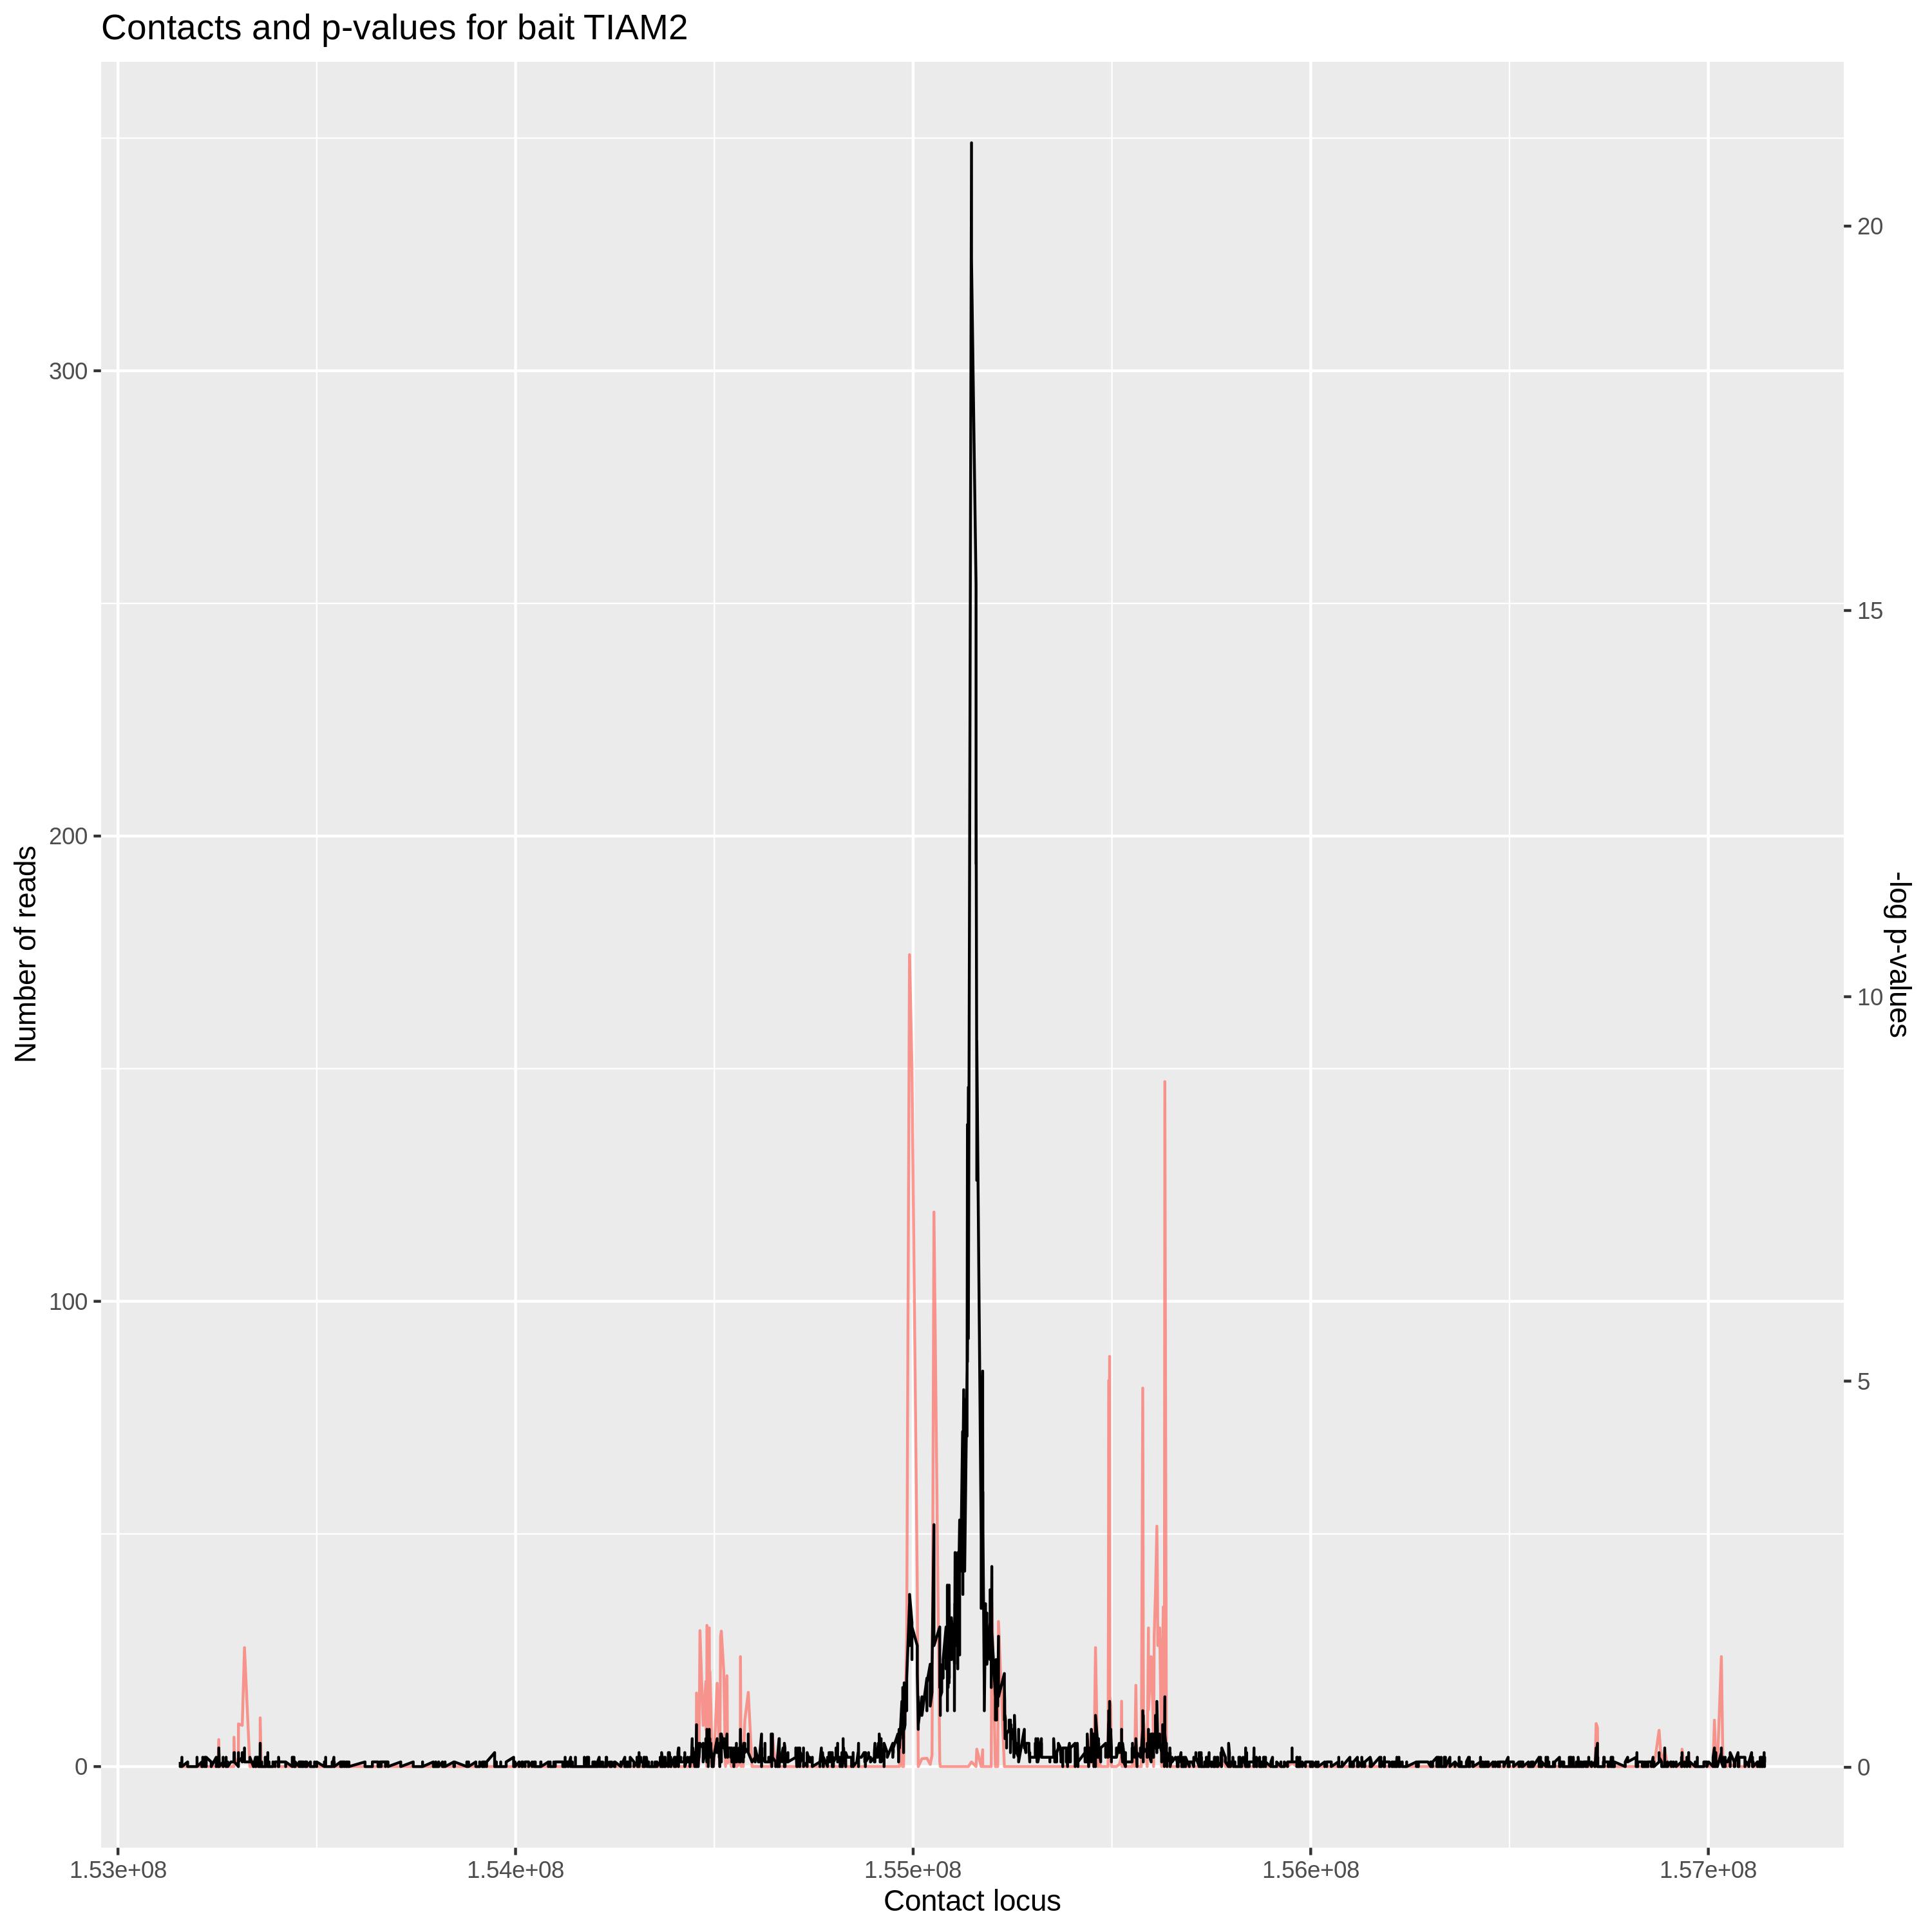 Contacts and p-values for bait TIAM2
300
200
100
0
Number of reads
20
15
10
5
0
-log p-values
1.53e+08 1.54e+08 1.55e+08 1.56e+08 1.57e+08
Contact locus